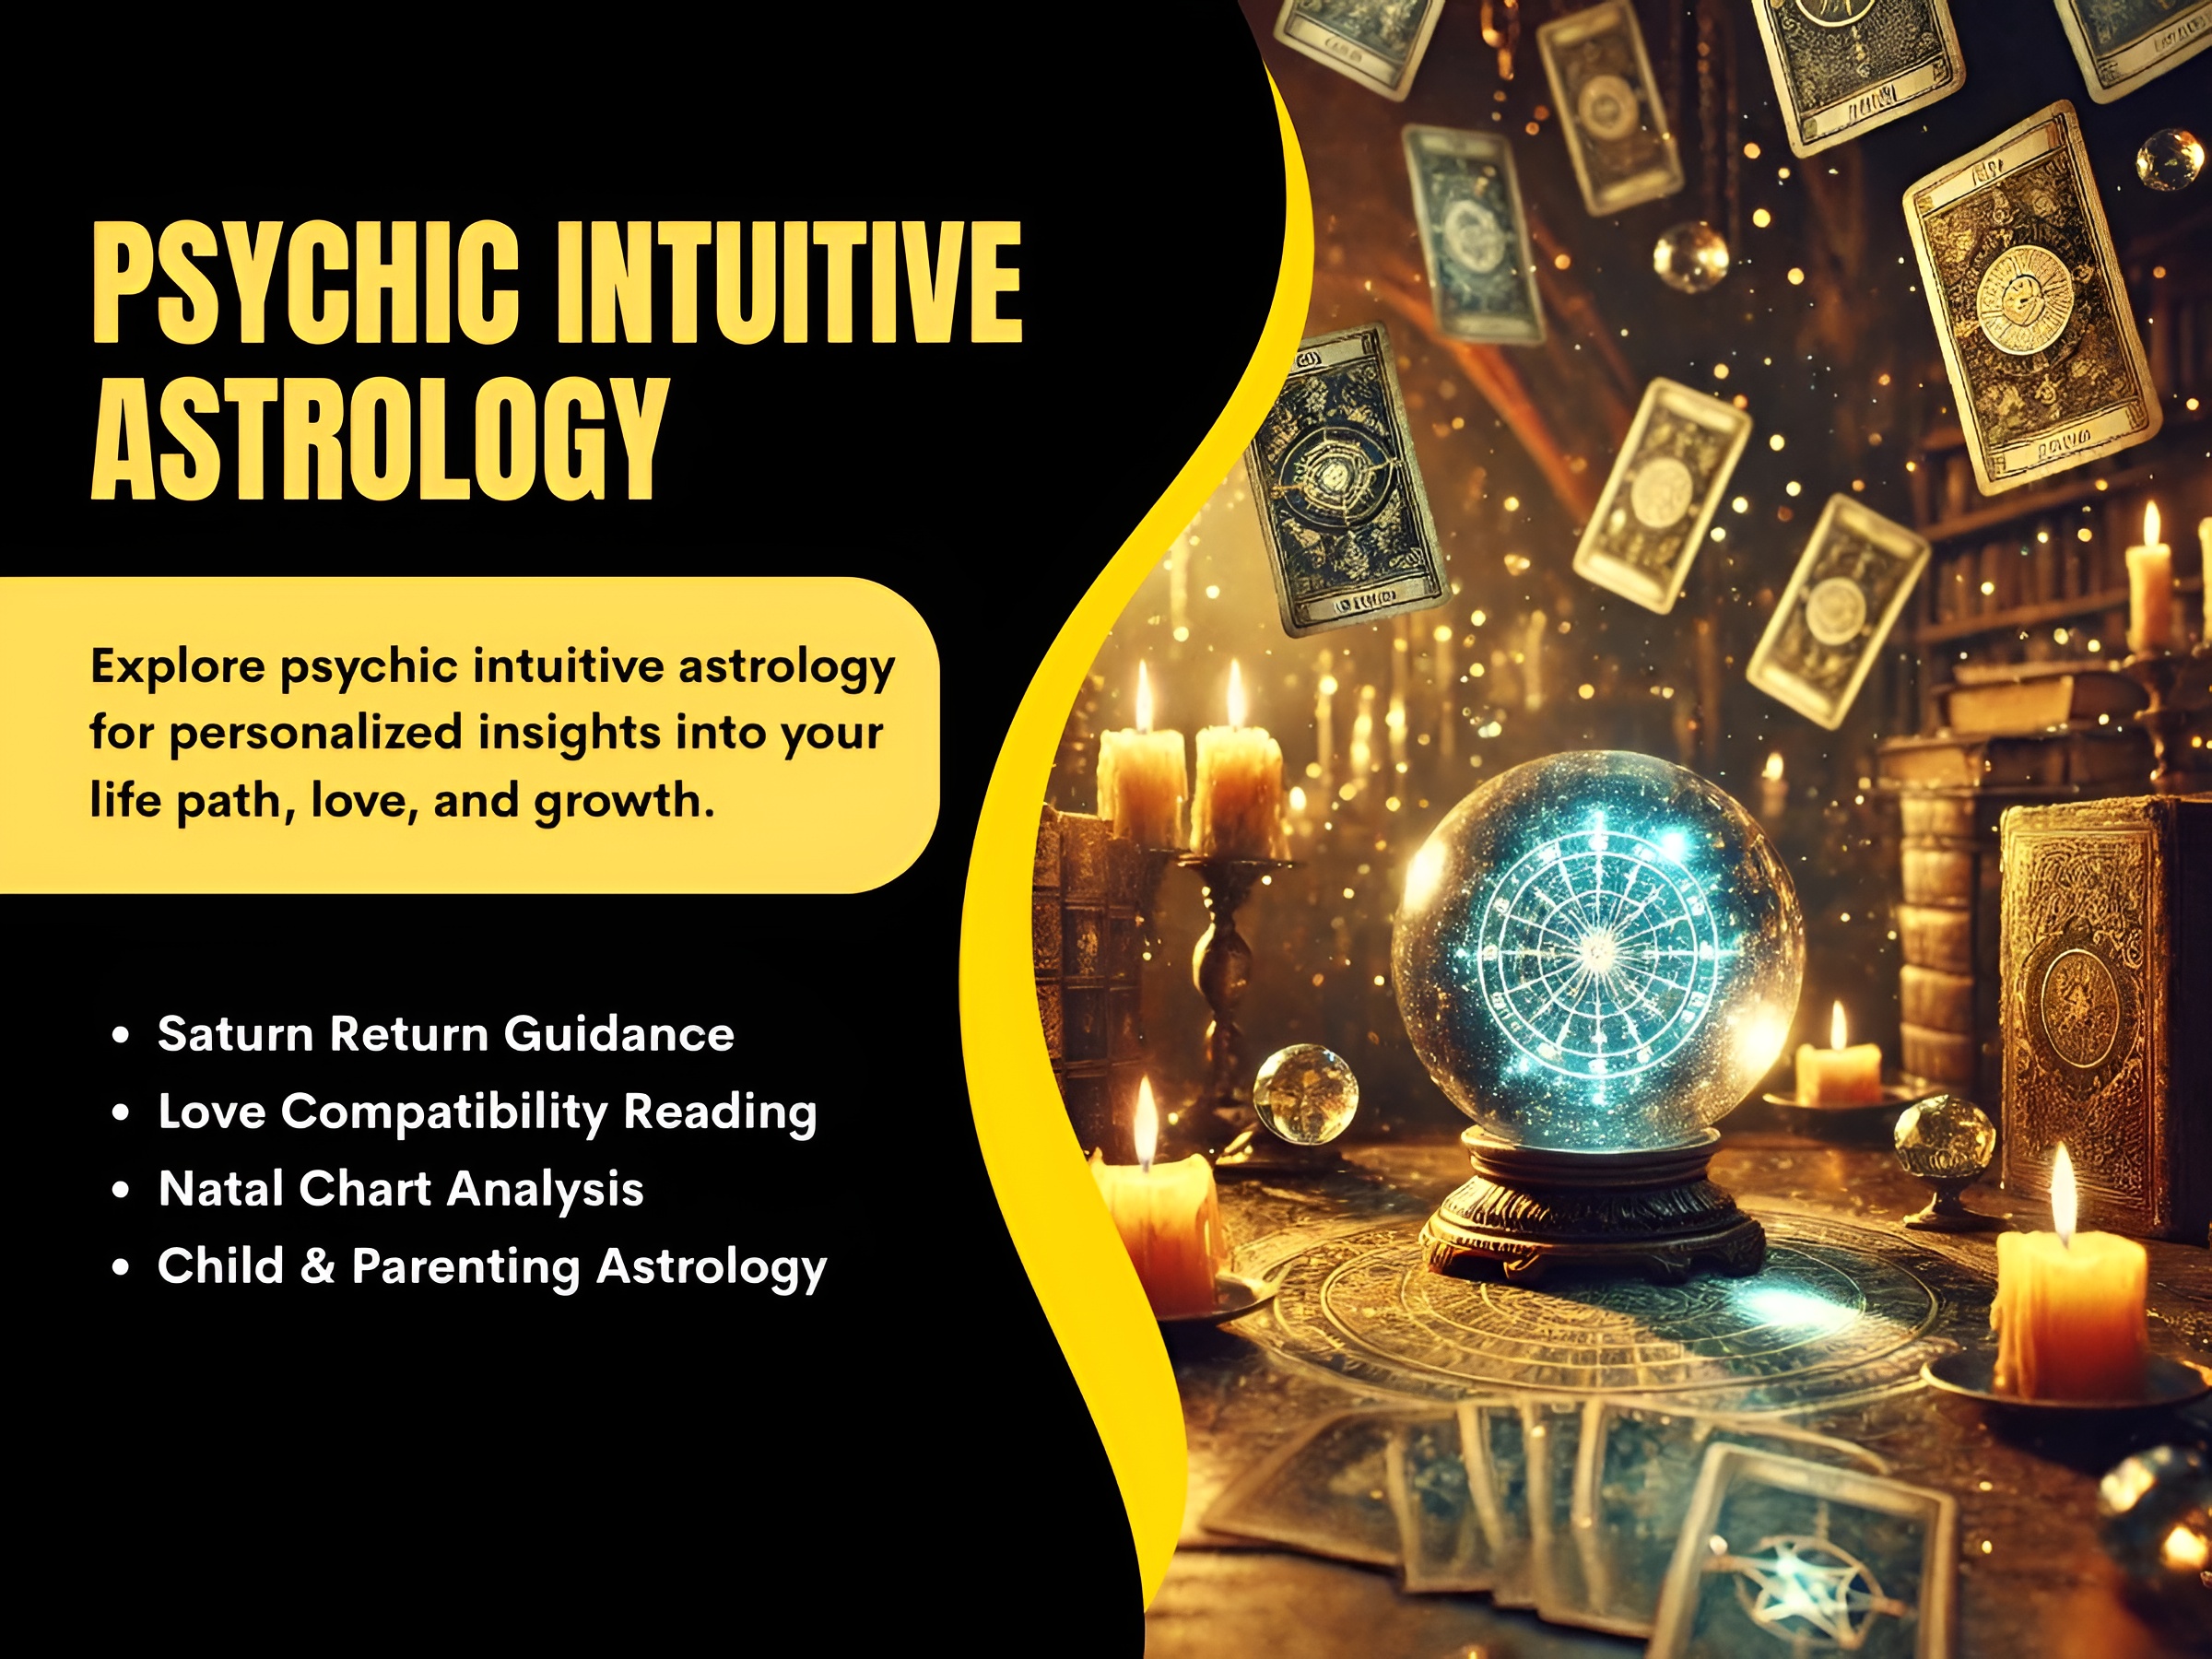 PSYCHIC INTUITIVE
ASTROLOGY
Explore psychic intuitive astrology
for personalized insights into your
life path, love, and growth.
• Saturn Return Guidance
• Love Compatibility Reading
• Natal Chart Analysis
• Child & Parenting Astrology